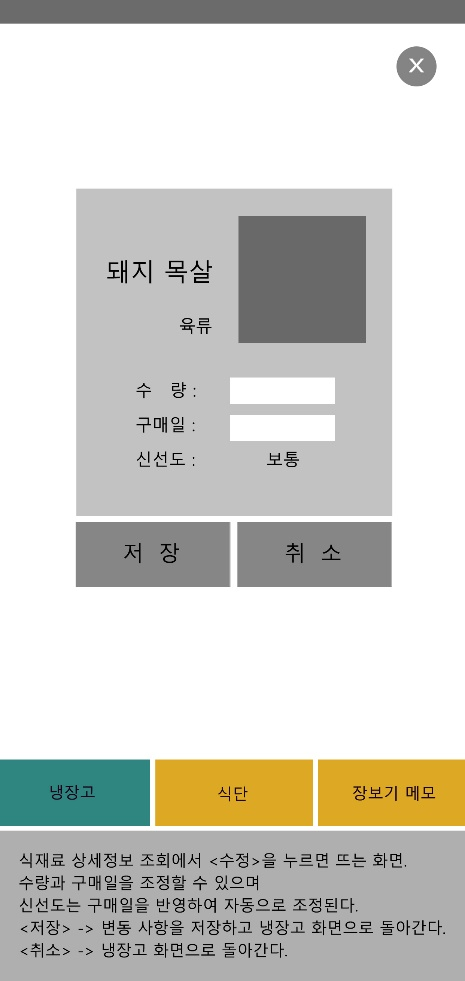 X
돼지 목살
육류
수 량 :
구매일 :
신선도 : 보통
저 장
취 소
냉장고
식단
장보기 메모
식재료 상세정보 조회에서 <수정>을 누르면 뜨는 화면.
수량과 구매일을 조정할 수 있으며
신선도는 구매일을 반영하여 자동으로 조정된다.
<저장> -> 변동 사항을 저장하고 냉장고 화면으로 돌아간다.
<취소> -> 냉장고 화면으로 돌아간다.